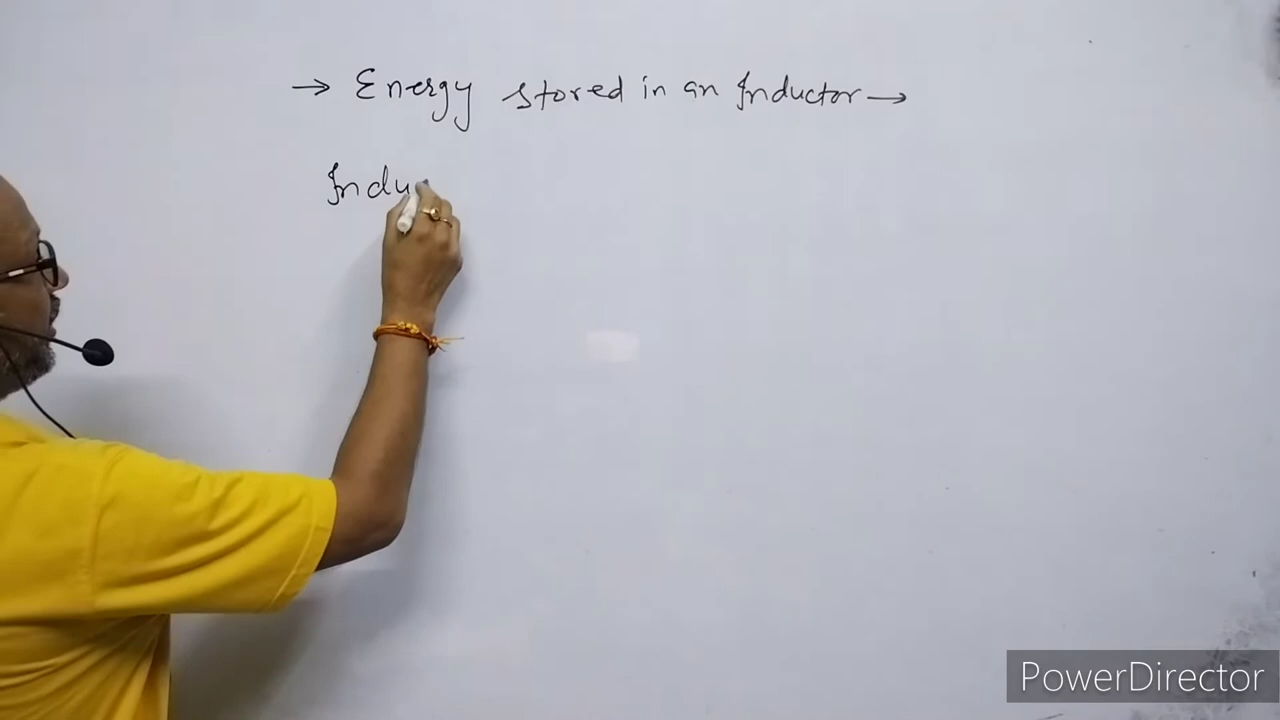 → Energy stored in an Inductor →
Indu
PowerDirector